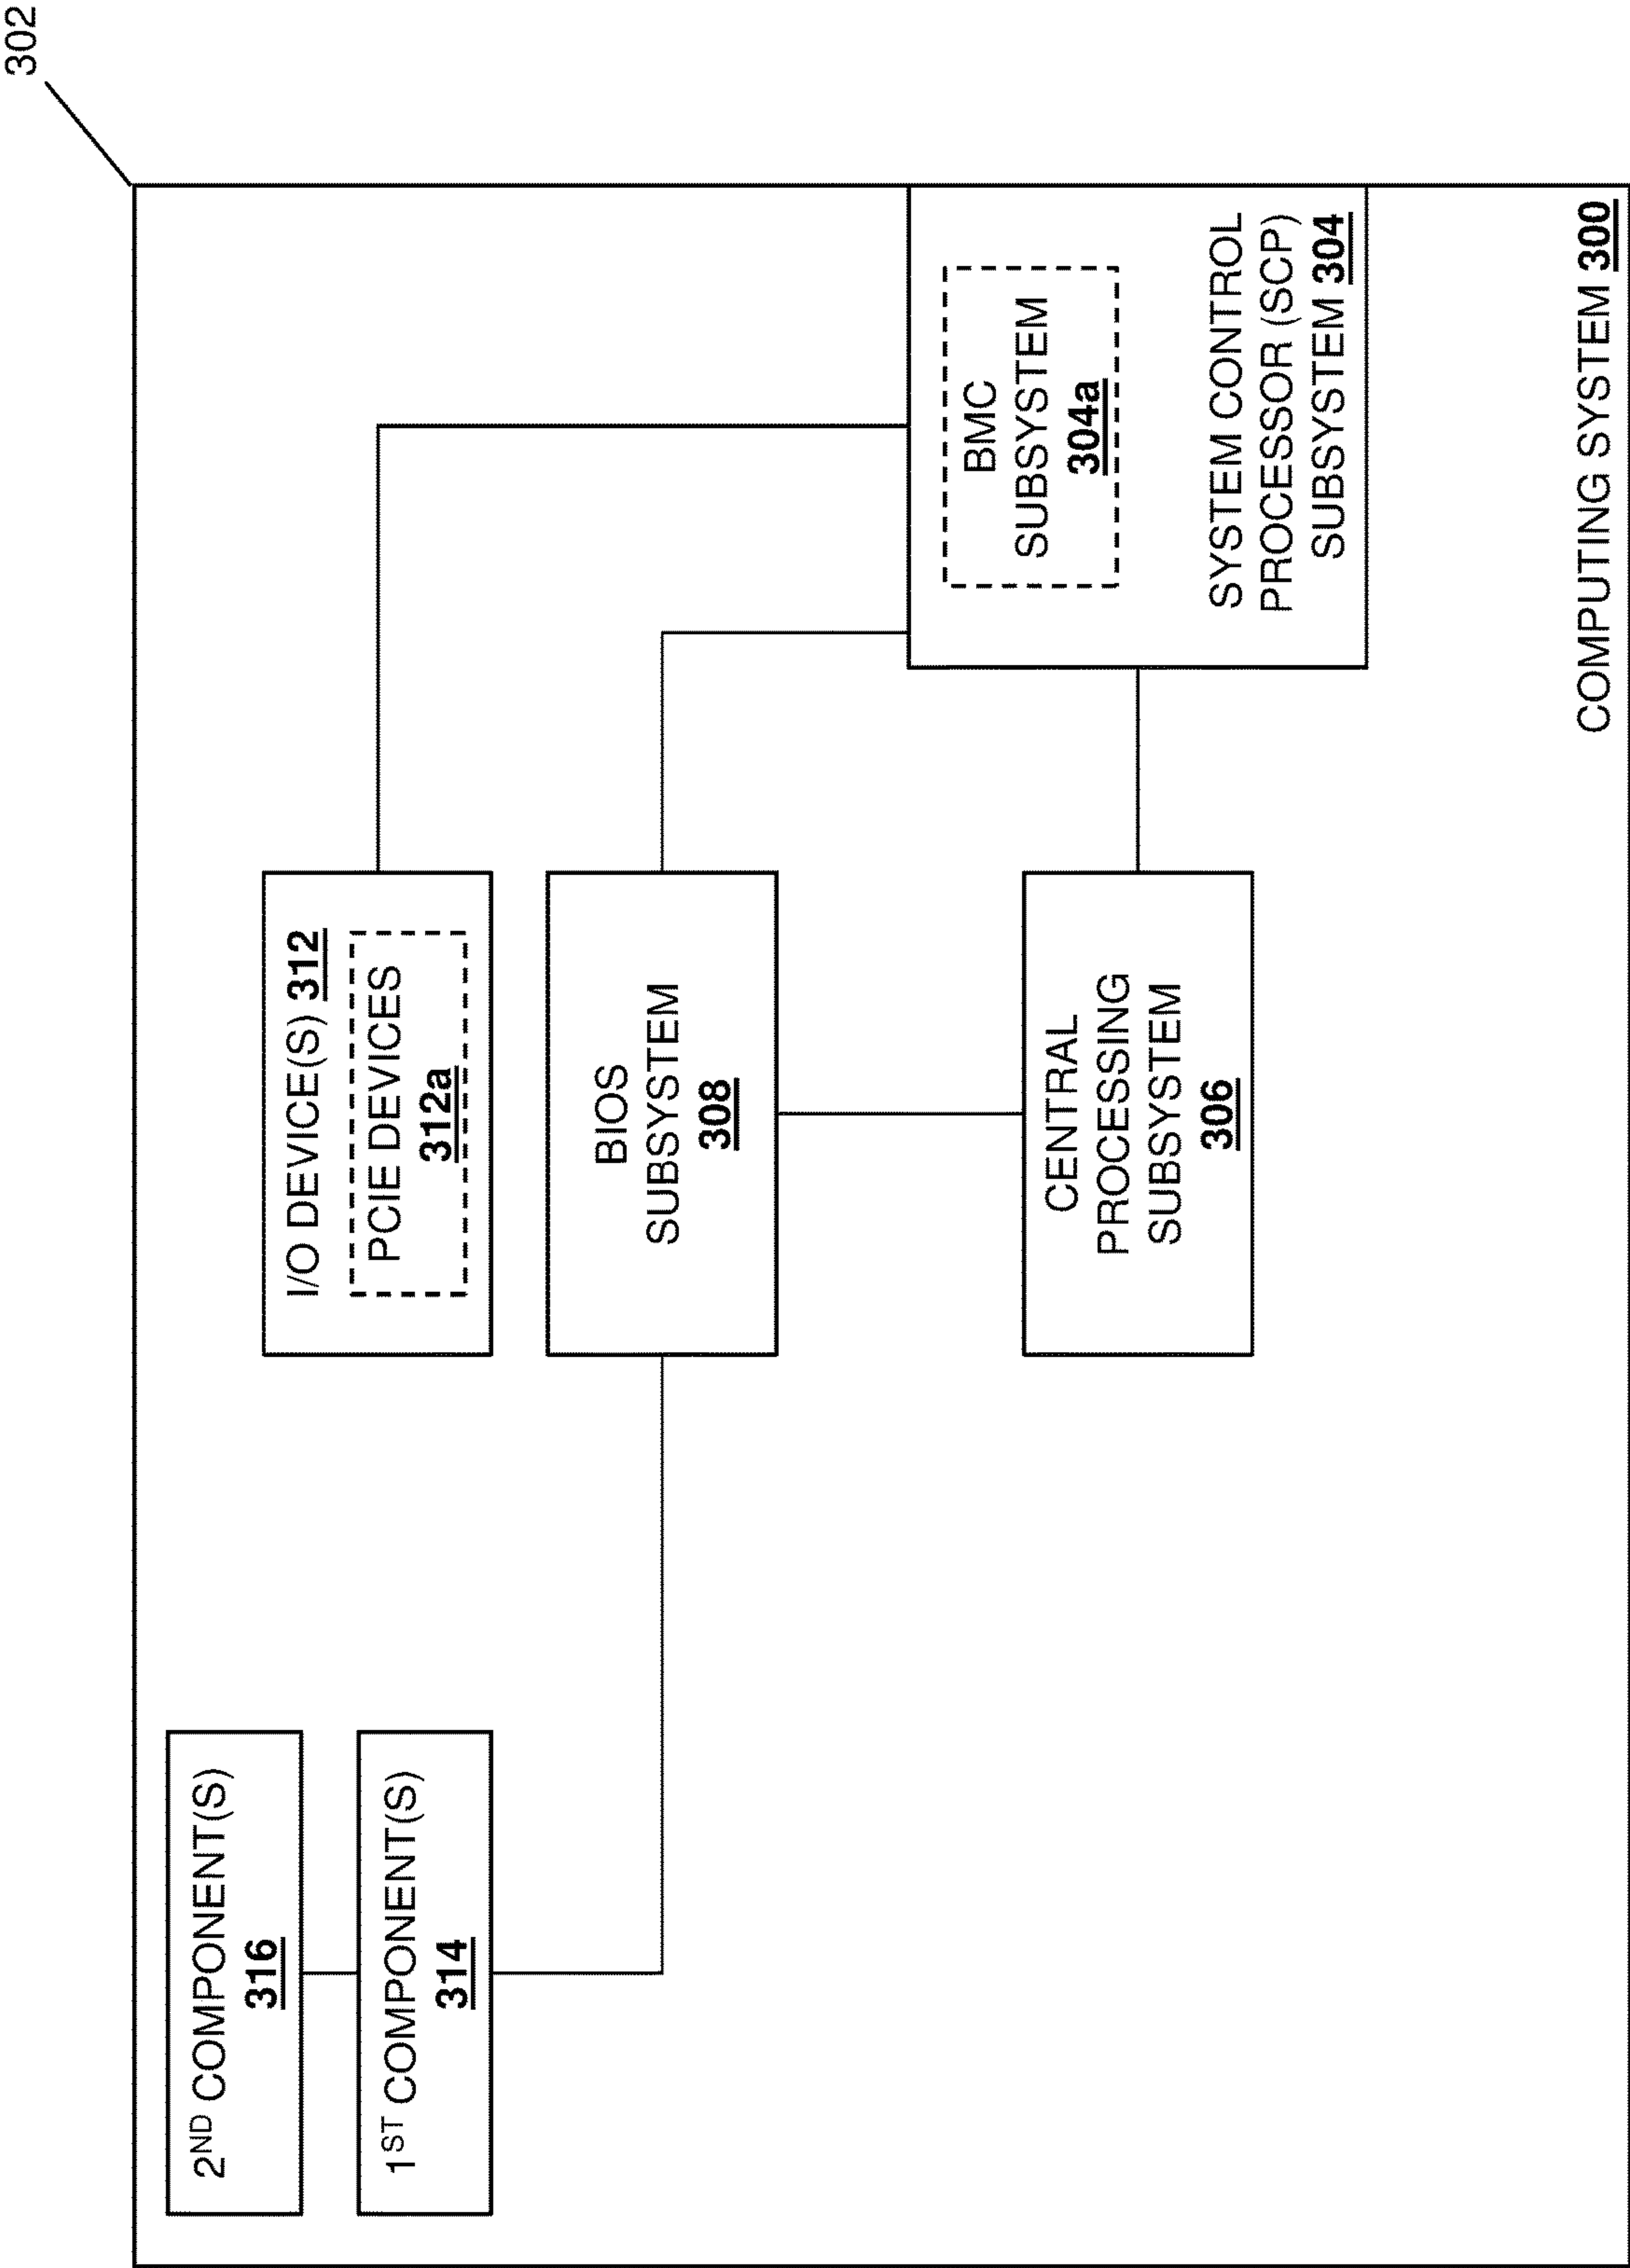 302
2ND COMPONENT(S)
316
1ST COMPONENT(S)
314
I/O DEVICE(S) 312
PCIE DEVICES
312a
BIOS
SUBSYSTEM
308
CENTRAL
PROCESSING
SUBSYSTEM
306
BMC
SUBSYSTEM
304a
SYSTEM CONTROL
PROCESSOR (SCP)
SUBSYSTEM 304
COMPUTING SYSTEM 300